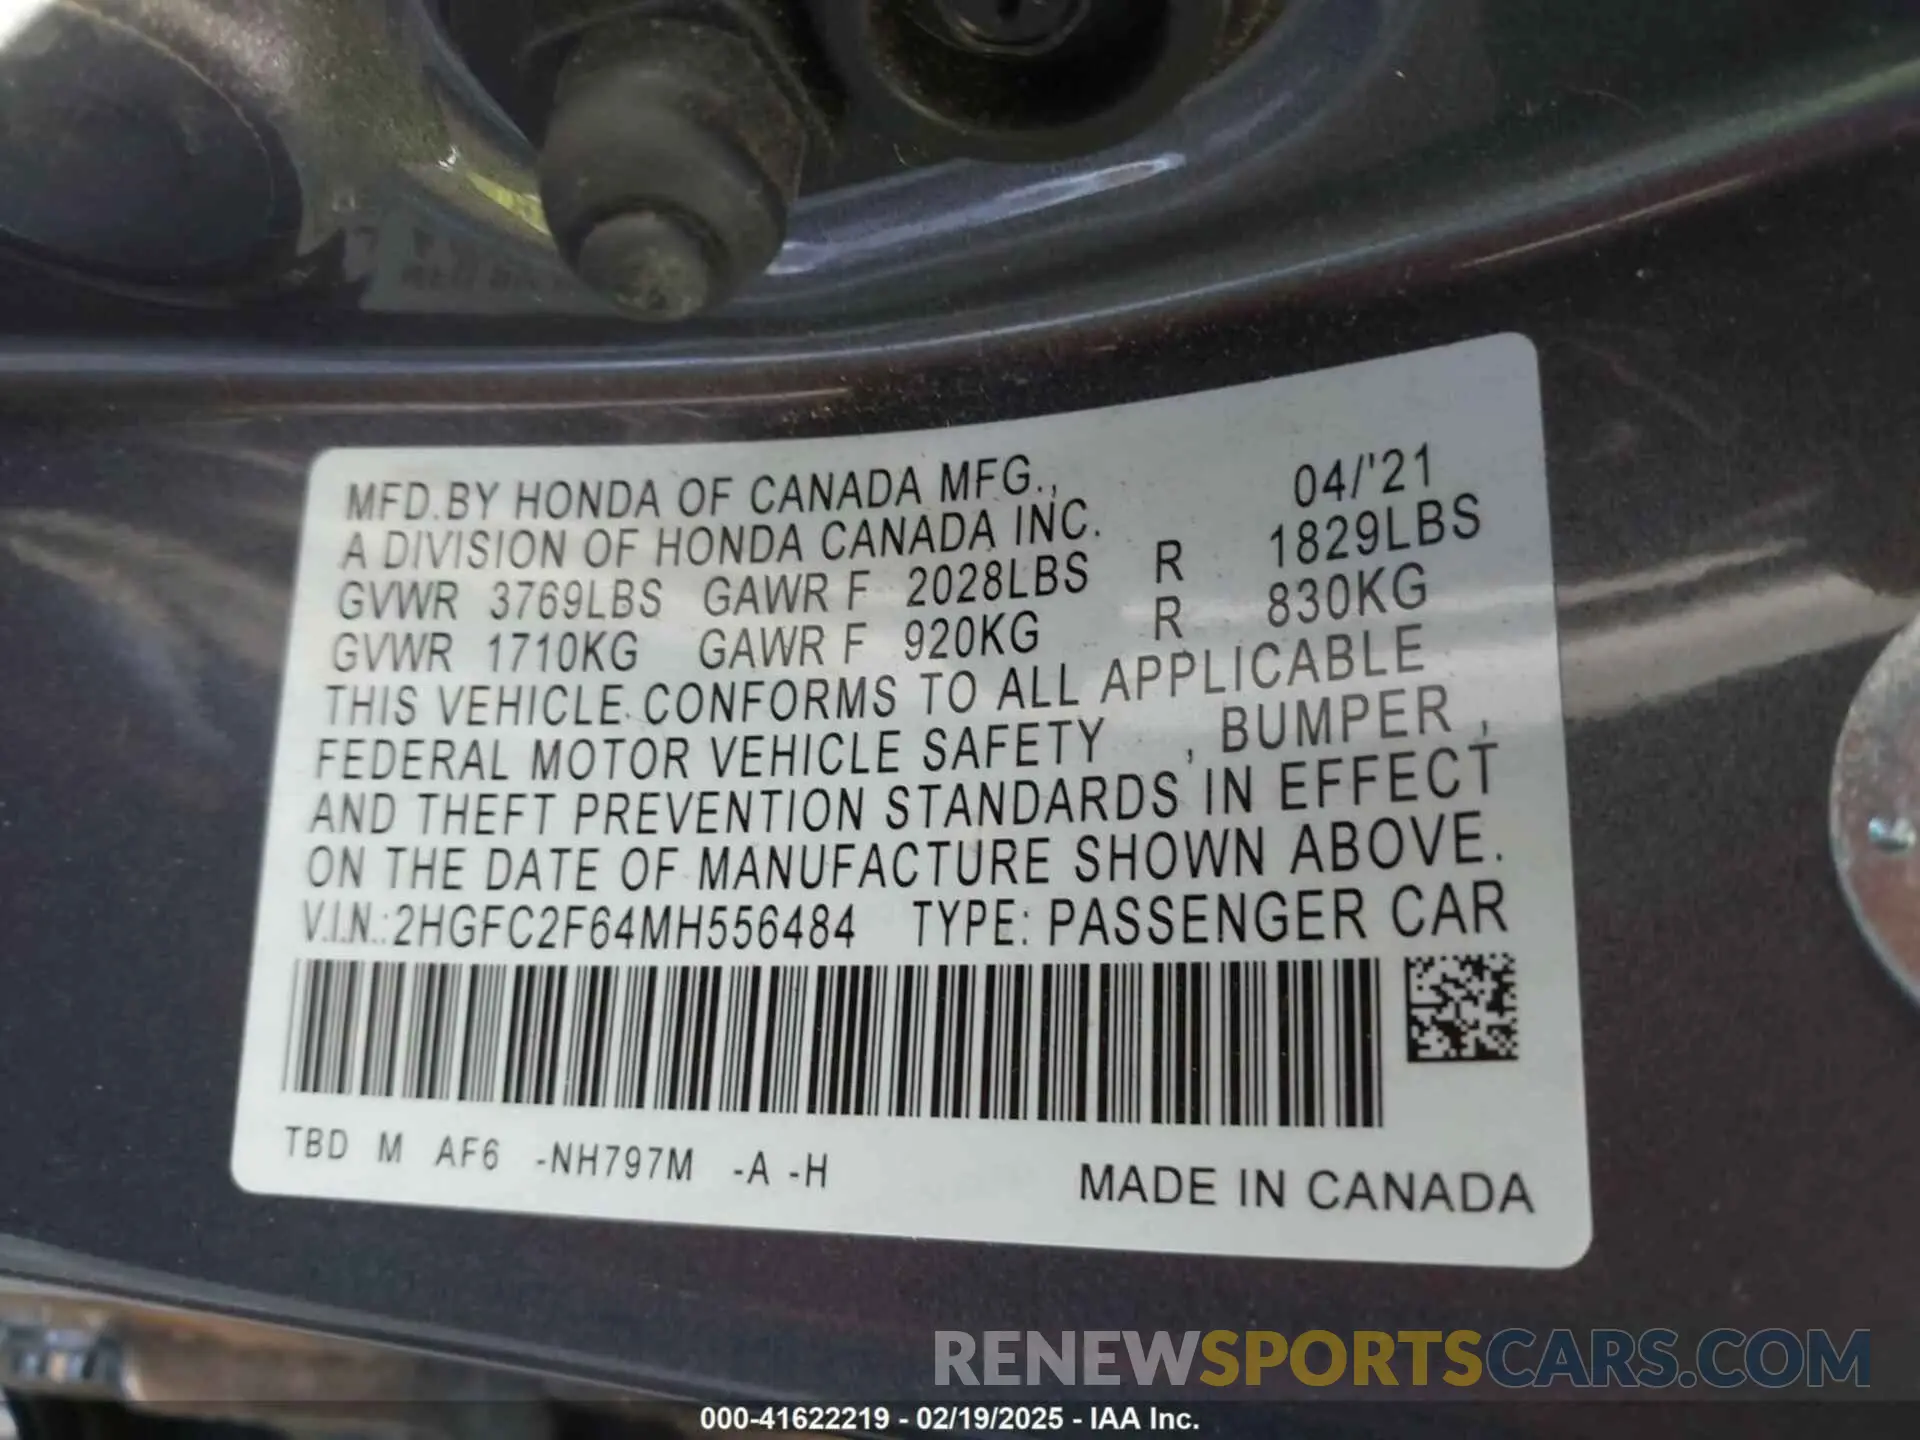 MFD.BY HONDA OF CANADA MFG., 04/'21
A DIVISION OF HONDA CANADA INC.
GVWR 3769LBS GAWR F 2028LBS R 1829LBS
GVWR 1710KG GAWR F 920KG R 830KG
THIS VEHICLE CONFORMS TO ALL APPLICABLE
FEDERAL MOTOR VEHICLE SAFETY , BUMPER ,
AND THEFT PREVENTION STANDARDS IN EFFECT
ON THE DATE OF MANUFACTURE SHOWN ABOVE.
V.I.N.:2HGFC2F64MH556484 TYPE: PASSENGER CAR
TBD M AF6 -NH797M -A -H
MADE IN CANADA
RENEWSPORTSCARS.COM
000-41622219 - 02/19/2025 - IAA Inc.